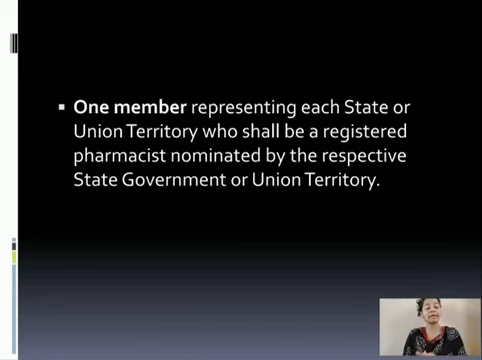 ▪ One member representing each State or
Union Territory who shall be a registered
pharmacist nominated by the respective
State Government or Union Territory.